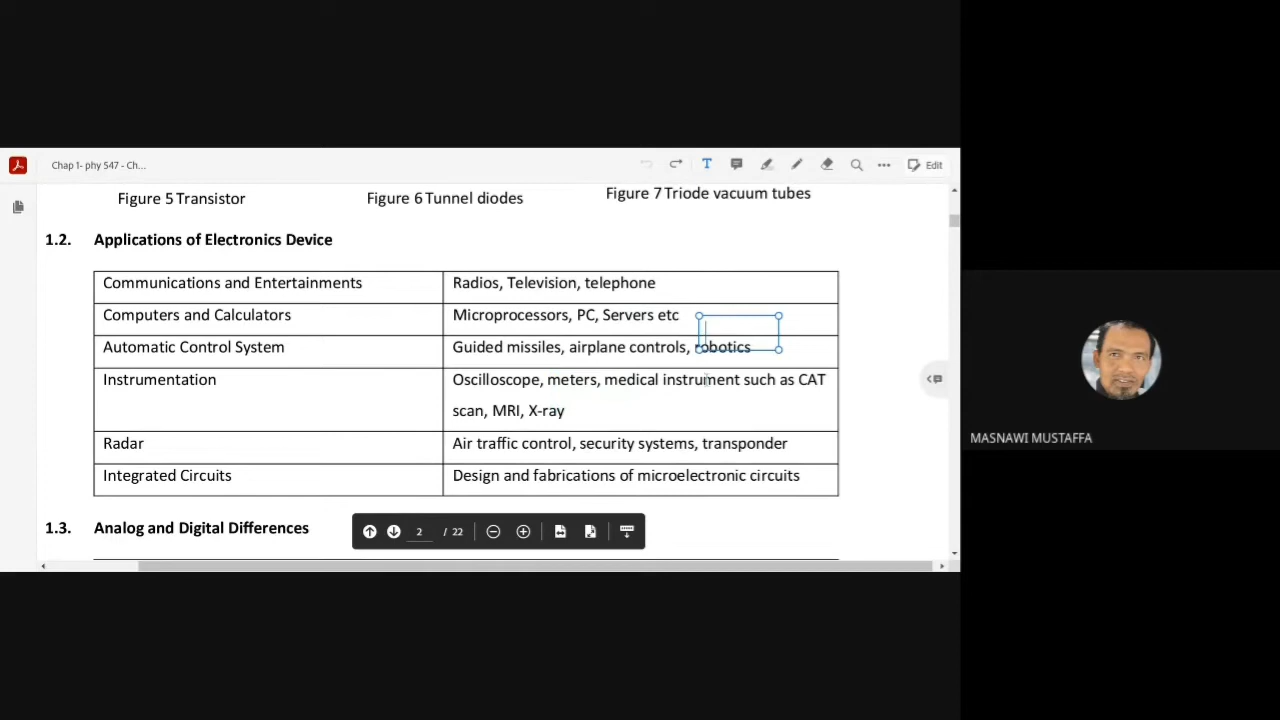 Chap 1- phy 547 - Ch...
Edit
Figure 5 Transistor
Figure 6 Tunnel diodes
Figure 7 Triode vacuum tubes
1.2. Applications of Electronics Device
Communications and Entertainments
Radios, Television, telephone
Computers and Calculators
Microprocessors, PC, Servers etc
Automatic Control System
Guided missiles, airplane controls, robotics
Instrumentation
Oscilloscope, meters, medical instrument such as CAT
scan, MRI, X-ray
Radar
Air traffic control, security systems, transponder
Integrated Circuits
Design and fabrications of microelectronic circuits
1.3. Analog and Digital Differences
2 / 22
MASNAWI MUSTAFFA